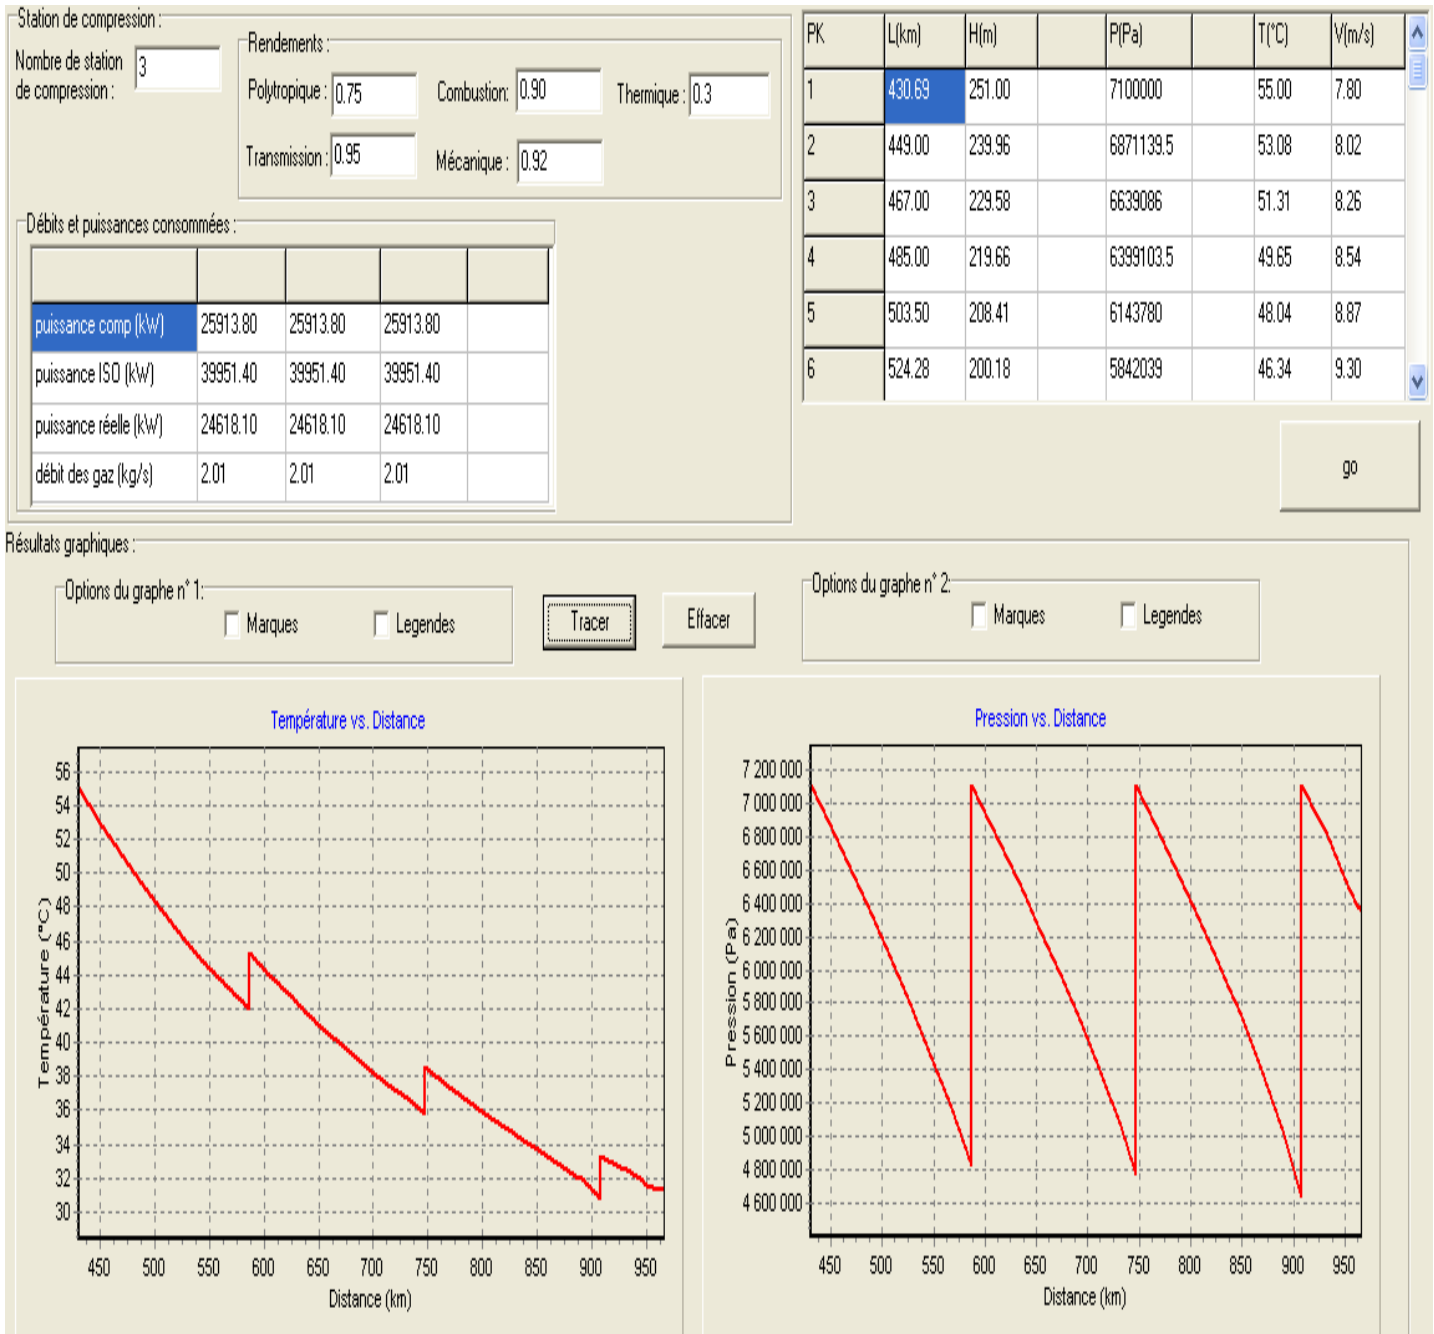 Station de compression :
Nombre de station de compression : 3
Rendements :
Polytropique : 0.75 Combustion: 0.90 Thermique : 0.3
Transmission : 0.95 Mécanique : 0.92
Débits et puissances consommées :
puissance comp (kW) 25913.80 25913.80 25913.80
puissance ISO (kW) 39951.40 39951.40 39951.40
puissance réelle (kW) 24618.10 24618.10 24618.10
débit des gaz (kg/s) 2.01 2.01 2.01
PK L(km) H(m) P(Pa) T(°C) V(m/s)
1 430.69 251.00 7100000 55.00 7.80
2 449.00 239.96 6871139.5 53.08 8.02
3 467.00 229.58 6639086 51.31 8.26
4 485.00 219.66 6399103.5 49.65 8.54
5 503.50 208.41 6143780 48.04 8.87
6 524.28 200.18 5842039 46.34 9.30
go
Résultats graphiques :
Options du graphe n° 1:
Marques Legendes
Tracer Effacer
Options du graphe n° 2:
Marques Legendes
Température vs. Distance
Température (°C)
56
54
52
50
48
46
44
42
40
38
36
34
32
30
450 500 550 600 650 700 750 800 850 900 950
Distance (km)
Pression vs. Distance
Pression (Pa)
7 200 000
7 000 000
6 800 000
6 600 000
6 400 000
6 200 000
6 000 000
5 800 000
5 600 000
5 400 000
5 200 000
5 000 000
4 800 000
4 600 000
450 500 550 600 650 700 750 800 850 900 950
Distance (km)